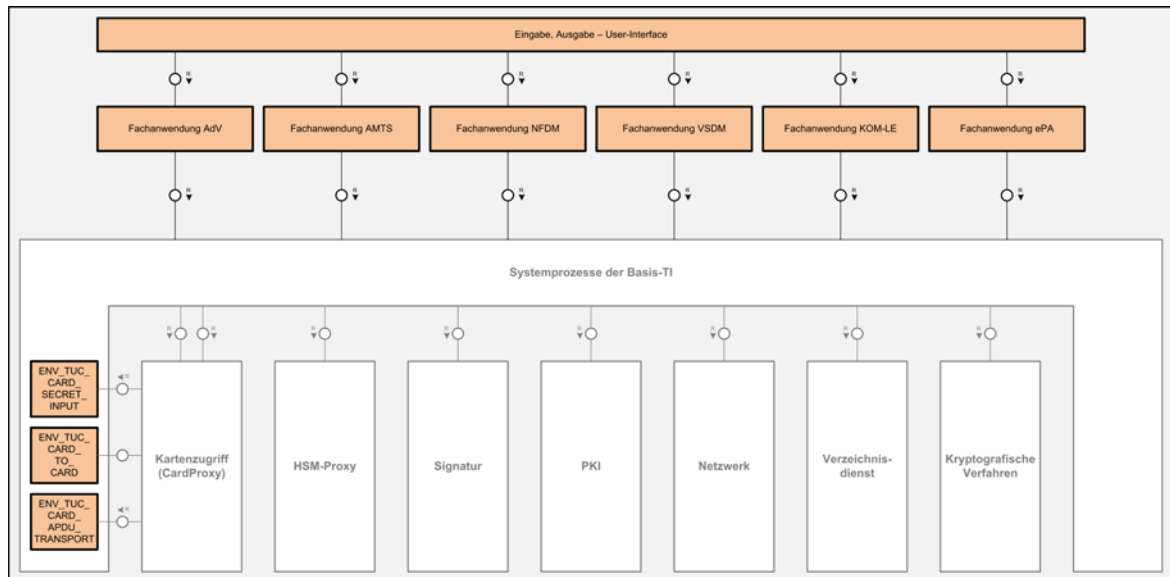 Eingabe, Ausgabe – User-Interface
R R R R R R
Fachanwendung AdV
Fachanwendung AMTS
Fachanwendung NFDM
Fachanwendung VSDM
Fachanwendung KOM-LE
Fachanwendung ePA
R R R R R R
Systemprozesse der Basis-TI
R R R R R R R R
ENV_TUC_
CARD_
SECRET_
INPUT
R
ENV_TUC_
CARD_
TO_
CARD
ENV_TUC_
CARD_
APDU_
TRANSPORT
R
Kartenzugriff
(CardProxy)
HSM-Proxy
Signatur
PKI
Netzwerk
Verzeichnis-
dienst
Kryptografische
Verfahren